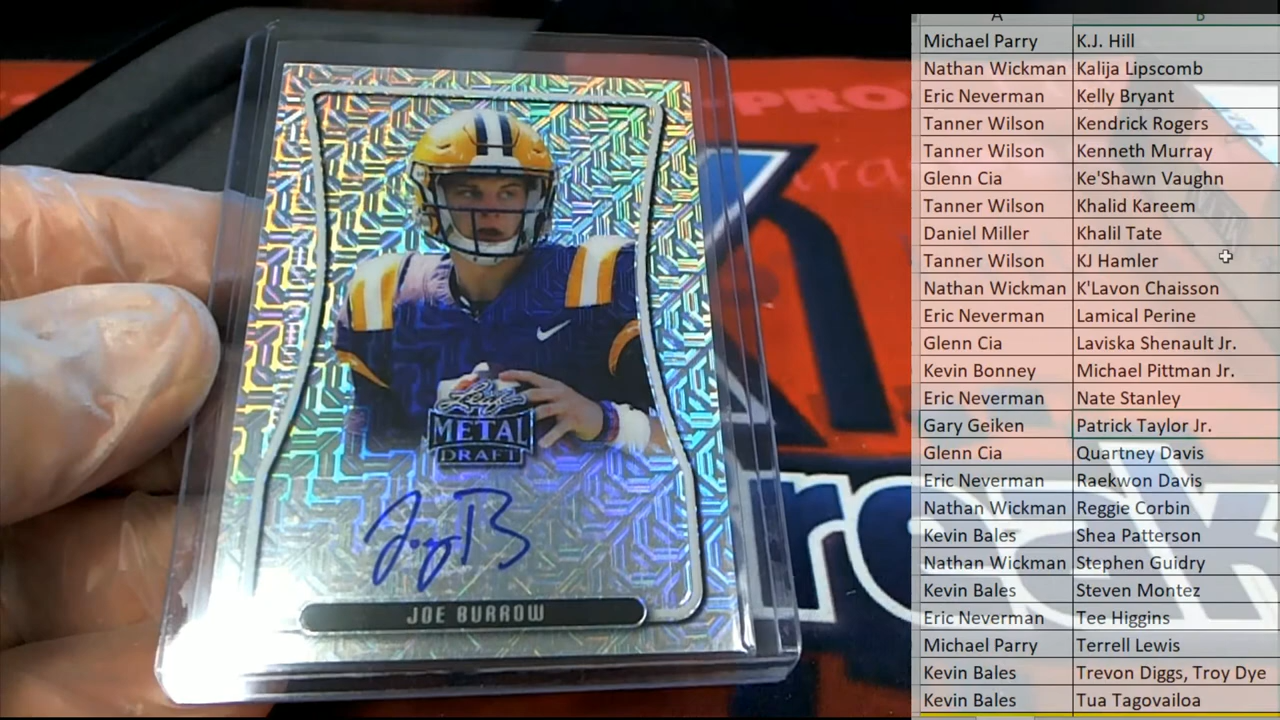 Leaf
METAL
DRAFT
Joey B
JOE BURROW
PRO
rock
A B
Michael Parry K.J. Hill
Nathan Wickman Kalija Lipscomb
Eric Neverman Kelly Bryant
Tanner Wilson Kendrick Rogers
Tanner Wilson Kenneth Murray
Glenn Cia Ke'Shawn Vaughn
Tanner Wilson Khalid Kareem
Daniel Miller Khalil Tate
Tanner Wilson KJ Hamler
Nathan Wickman K'Lavon Chaisson
Eric Neverman Lamical Perine
Glenn Cia Laviska Shenault Jr.
Kevin Bonney Michael Pittman Jr.
Eric Neverman Nate Stanley
Gary Geiken Patrick Taylor Jr.
Glenn Cia Quartney Davis
Eric Neverman Raekwon Davis
Nathan Wickman Reggie Corbin
Kevin Bales Shea Patterson
Nathan Wickman Stephen Guidry
Kevin Bales Steven Montez
Eric Neverman Tee Higgins
Michael Parry Terrell Lewis
Kevin Bales Trevon Diggs, Troy Dye
Kevin Bales Tua Tagovailoa